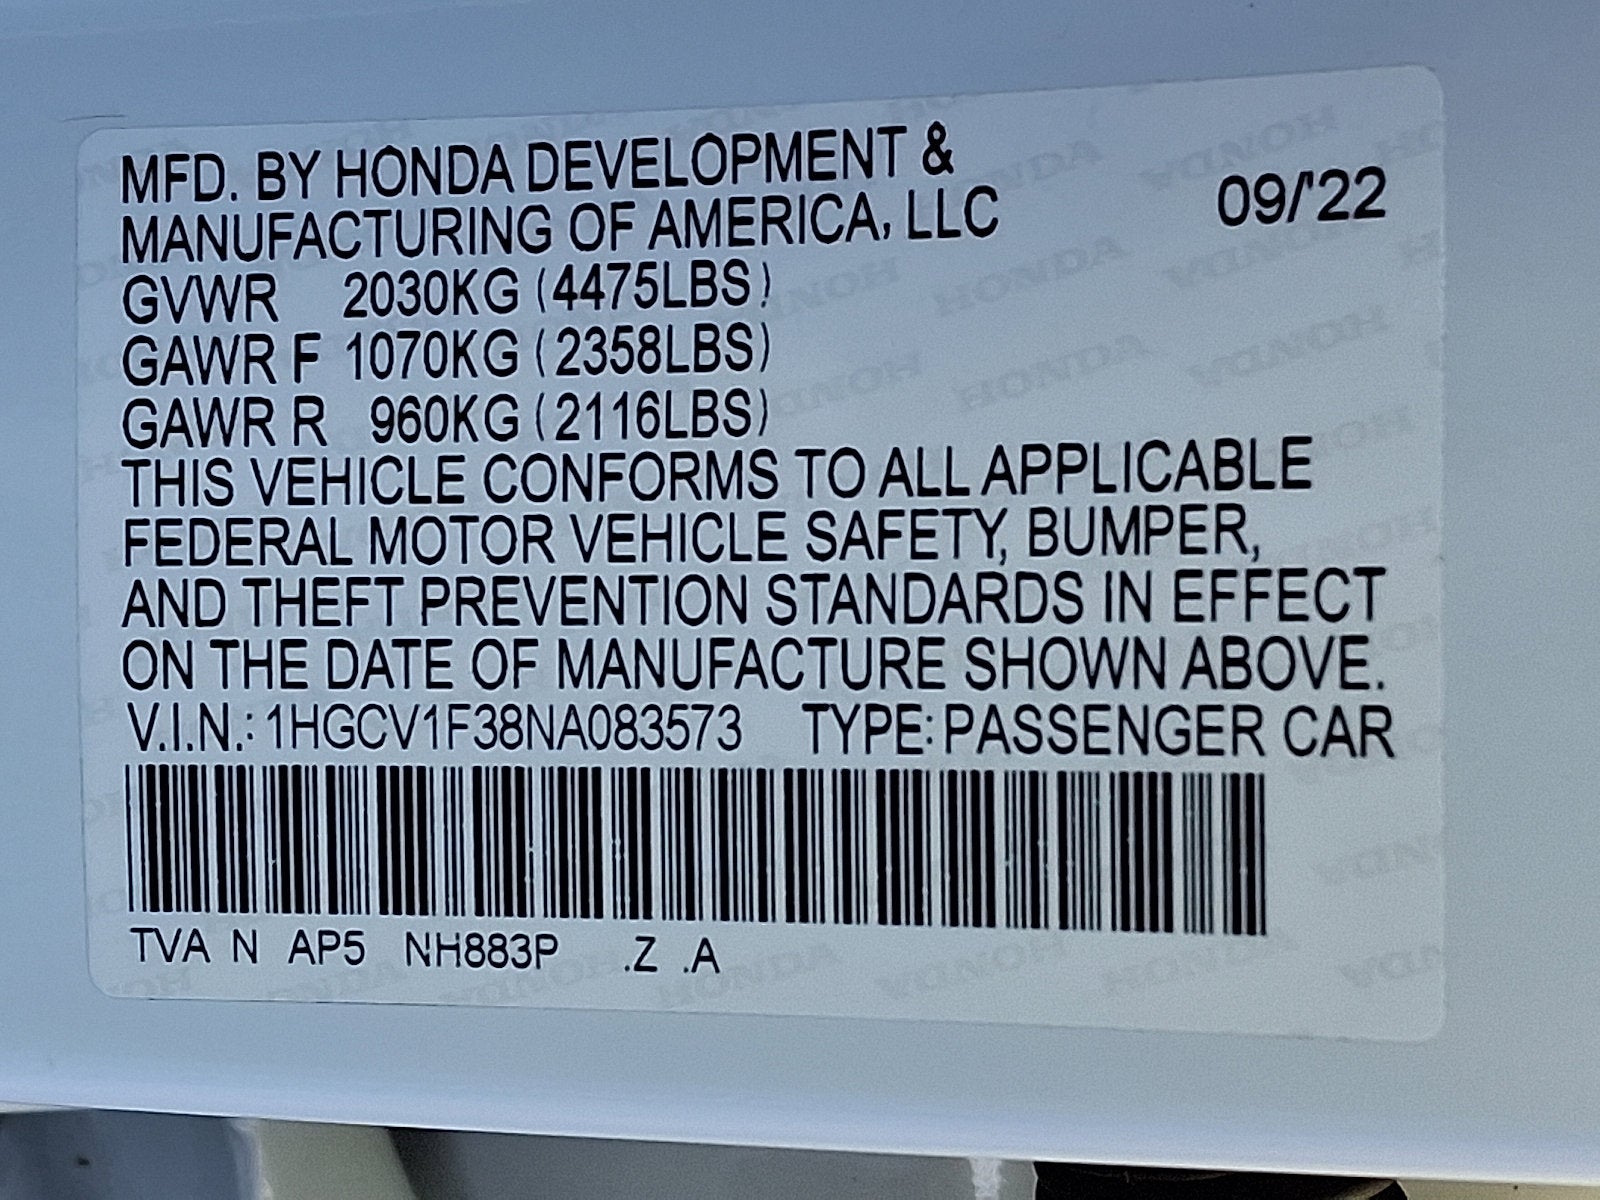 MFD. BY HONDA DEVELOPMENT &
MANUFACTURING OF AMERICA, LLC 09/'22
GVWR 2030KG (4475LBS)
GAWR F 1070KG (2358LBS)
GAWR R 960KG (2116LBS)
THIS VEHICLE CONFORMS TO ALL APPLICABLE
FEDERAL MOTOR VEHICLE SAFETY, BUMPER,
AND THEFT PREVENTION STANDARDS IN EFFECT
ON THE DATE OF MANUFACTURE SHOWN ABOVE.
V.I.N.: 1HGCV1F38NA083573 TYPE: PASSENGER CAR
TVA N AP5 NH883P .Z .A